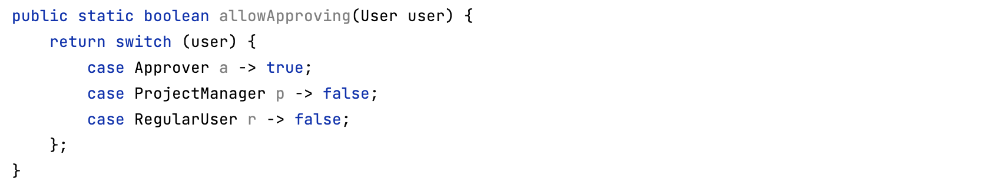 public static boolean allowApproving(User user) {
    return switch (user) {
        case Approver a -> true;
        case ProjectManager p -> false;
        case RegularUser r -> false;
    };
}